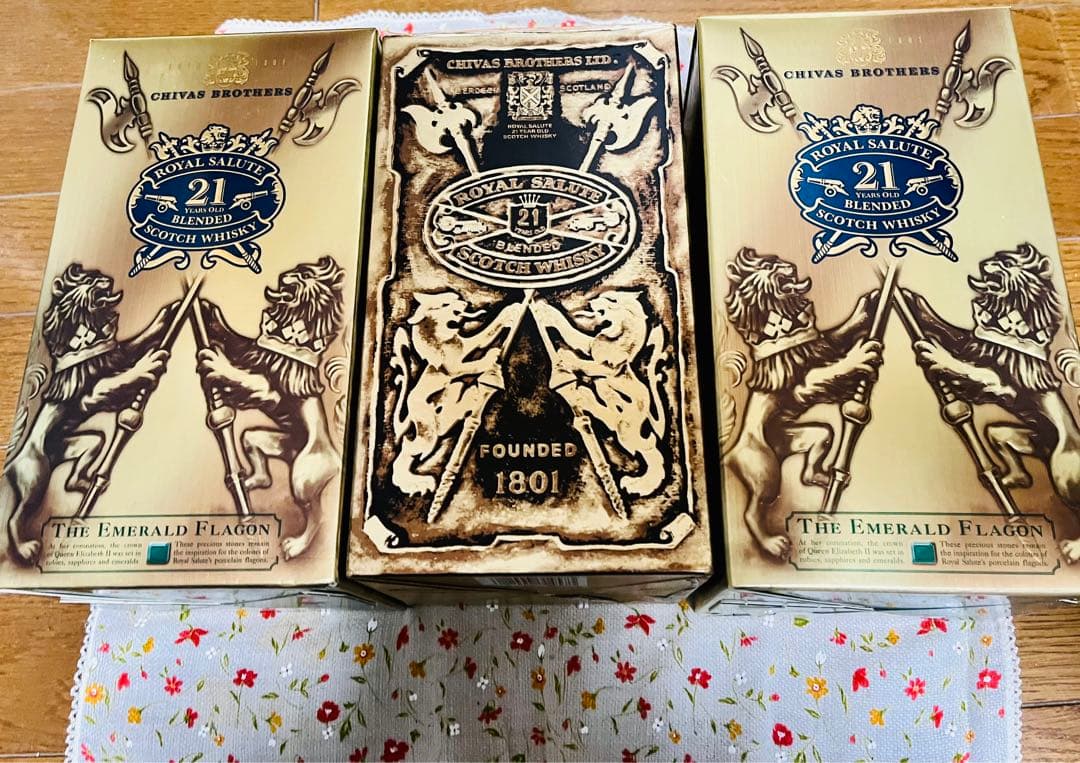 CHIVAS BROTHERS
ROYAL SALUTE
21
YEARS OLD
BLENDED
SCOTCH WHISKY
THE EMERALD FLAGON
At her coronation, the crown
of Queen Elizabeth II was set in
rubies, sapphires and emeralds.
These precious stones remain
the inspiration for the colours of
Royal Salute's porcelain flagons.
CHIVAS BROTHERS LTD.
ABERDEEN SCOTLAND
ROYAL SALUTE
21 YEAR OLD
SCOTCH WHISKY
ROYAL SALUTE
21
YEARS OLD
BLENDED
SCOTCH WHISKY
FOUNDED
1801
CHIVAS BROTHERS
ROYAL SALUTE
21
YEARS OLD
BLENDED
SCOTCH WHISKY
THE EMERALD FLAGON
At her coronation, the crown
of Queen Elizabeth II was set in
rubies, sapphires and emeralds.
These precious stones remain
the inspiration for the colours of
Royal Salute's porcelain flagons.